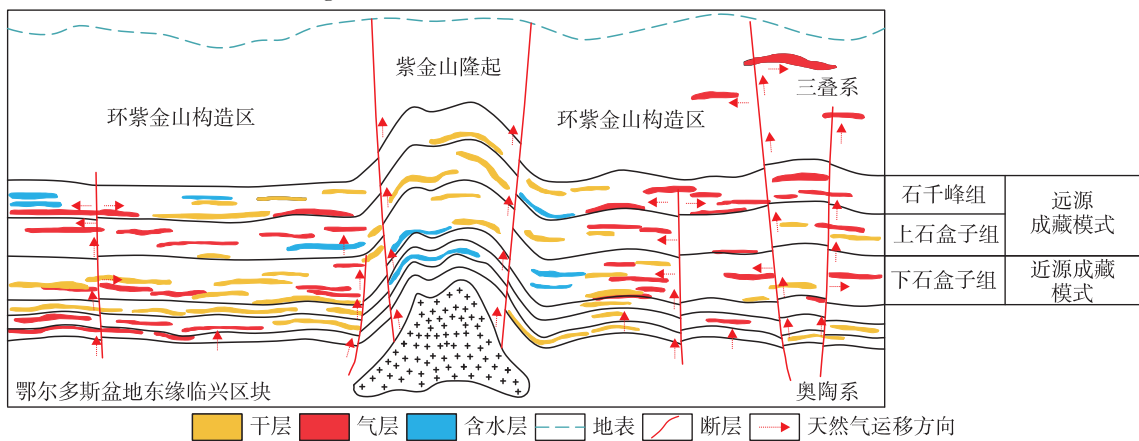 紫金山隆起
三叠系
环紫金山构造区
环紫金山构造区
石千峰组
远源
成藏模式
上石盒子组
下石盒子组
近源成藏
模式
鄂尔多斯盆地东缘临兴区块
奥陶系
干层
气层
含水层
地表
断层
天然气运移方向